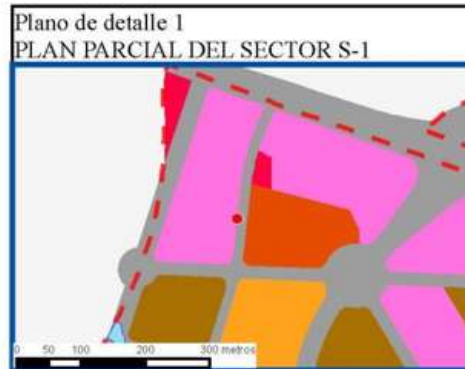 Plano de detalle 1
PLAN PARCIAL DEL SECTOR S-1
0 50 100 200 300 metros